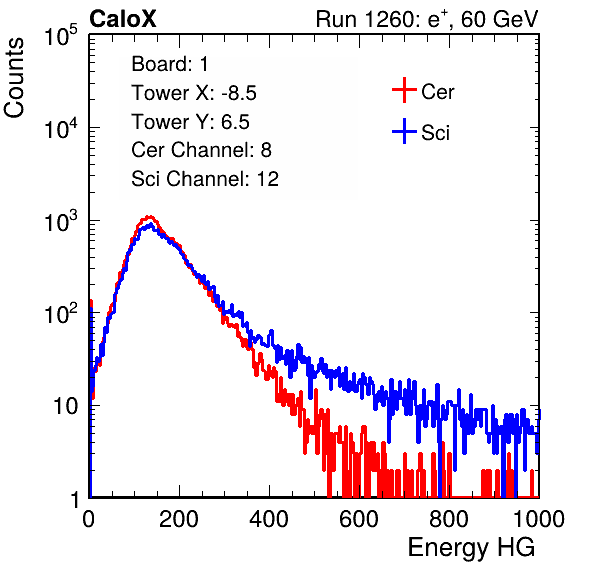 CaloX Run 1260: e⁺, 60 GeV
Counts
Board: 1
Tower X: -8.5
Tower Y: 6.5
Cer Channel: 8
Sci Channel: 12
Cer
Sci
10⁵
10⁴
10³
10²
10
1
0 200 400 600 800 1000
Energy HG